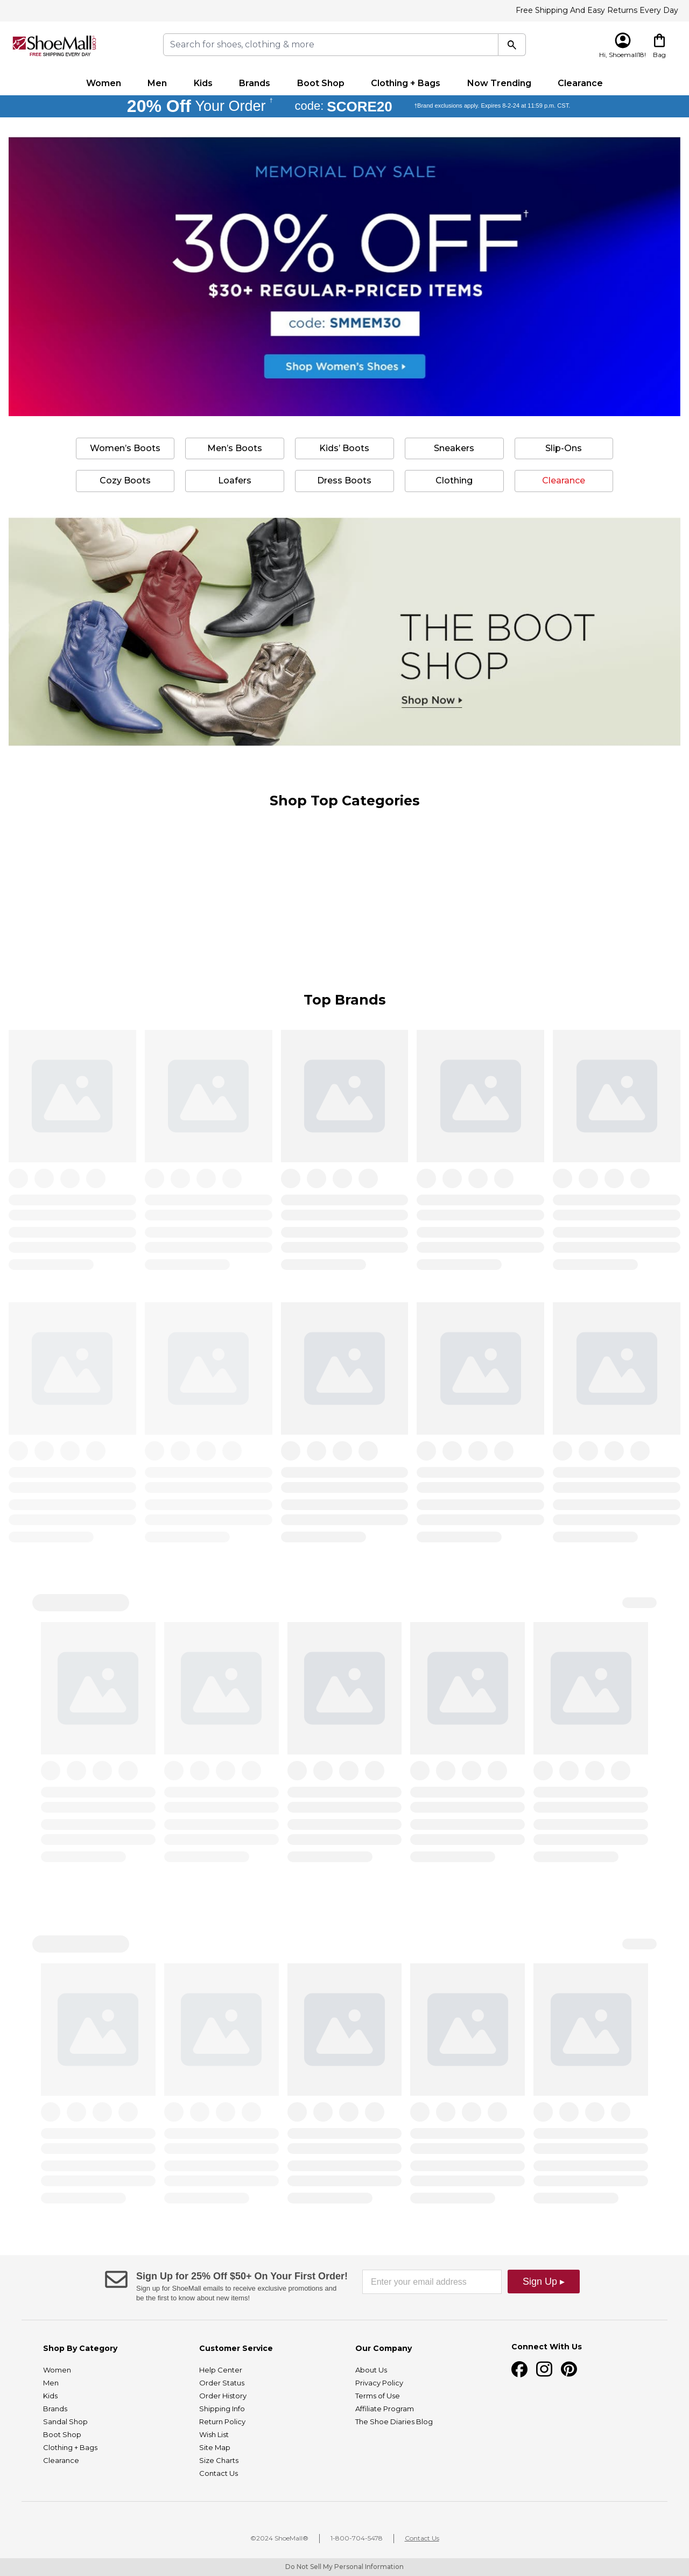 Free Shipping And Easy Returns Every Day
ShoeMall.COM
FREE SHIPPING EVERY DAY
Search for shoes, clothing & more
Hi, Shoemall18!
Bag
Women Men Kids Brands Boot Shop Clothing + Bags Now Trending Clearance
20% Off Your Order † code: SCORE20 †Brand exclusions apply. Expires 8-2-24 at 11:59 p.m. CST.
MEMORIAL DAY SALE
30% OFF†
$30+ REGULAR-PRICED ITEMS
code: SMMEM30
Shop Women's Shoes
Women's Boots Men's Boots Kids' Boots Sneakers Slip-Ons
Cozy Boots Loafers Dress Boots Clothing Clearance
THE BOOT
SHOP
Shop Now
Shop Top Categories
Top Brands
Sign Up for 25% Off $50+ On Your First Order!
Sign up for ShoeMall emails to receive exclusive promotions and
be the first to know about new items!
Enter your email address
Sign Up ▸
Shop By Category
Women
Men
Kids
Brands
Sandal Shop
Boot Shop
Clothing + Bags
Clearance
Customer Service
Help Center
Order Status
Order History
Shipping Info
Return Policy
Wish List
Site Map
Size Charts
Contact Us
Our Company
About Us
Privacy Policy
Terms of Use
Affiliate Program
The Shoe Diaries Blog
Connect With Us
©2024 ShoeMall® 1-800-704-5478 Contact Us
Do Not Sell My Personal Information